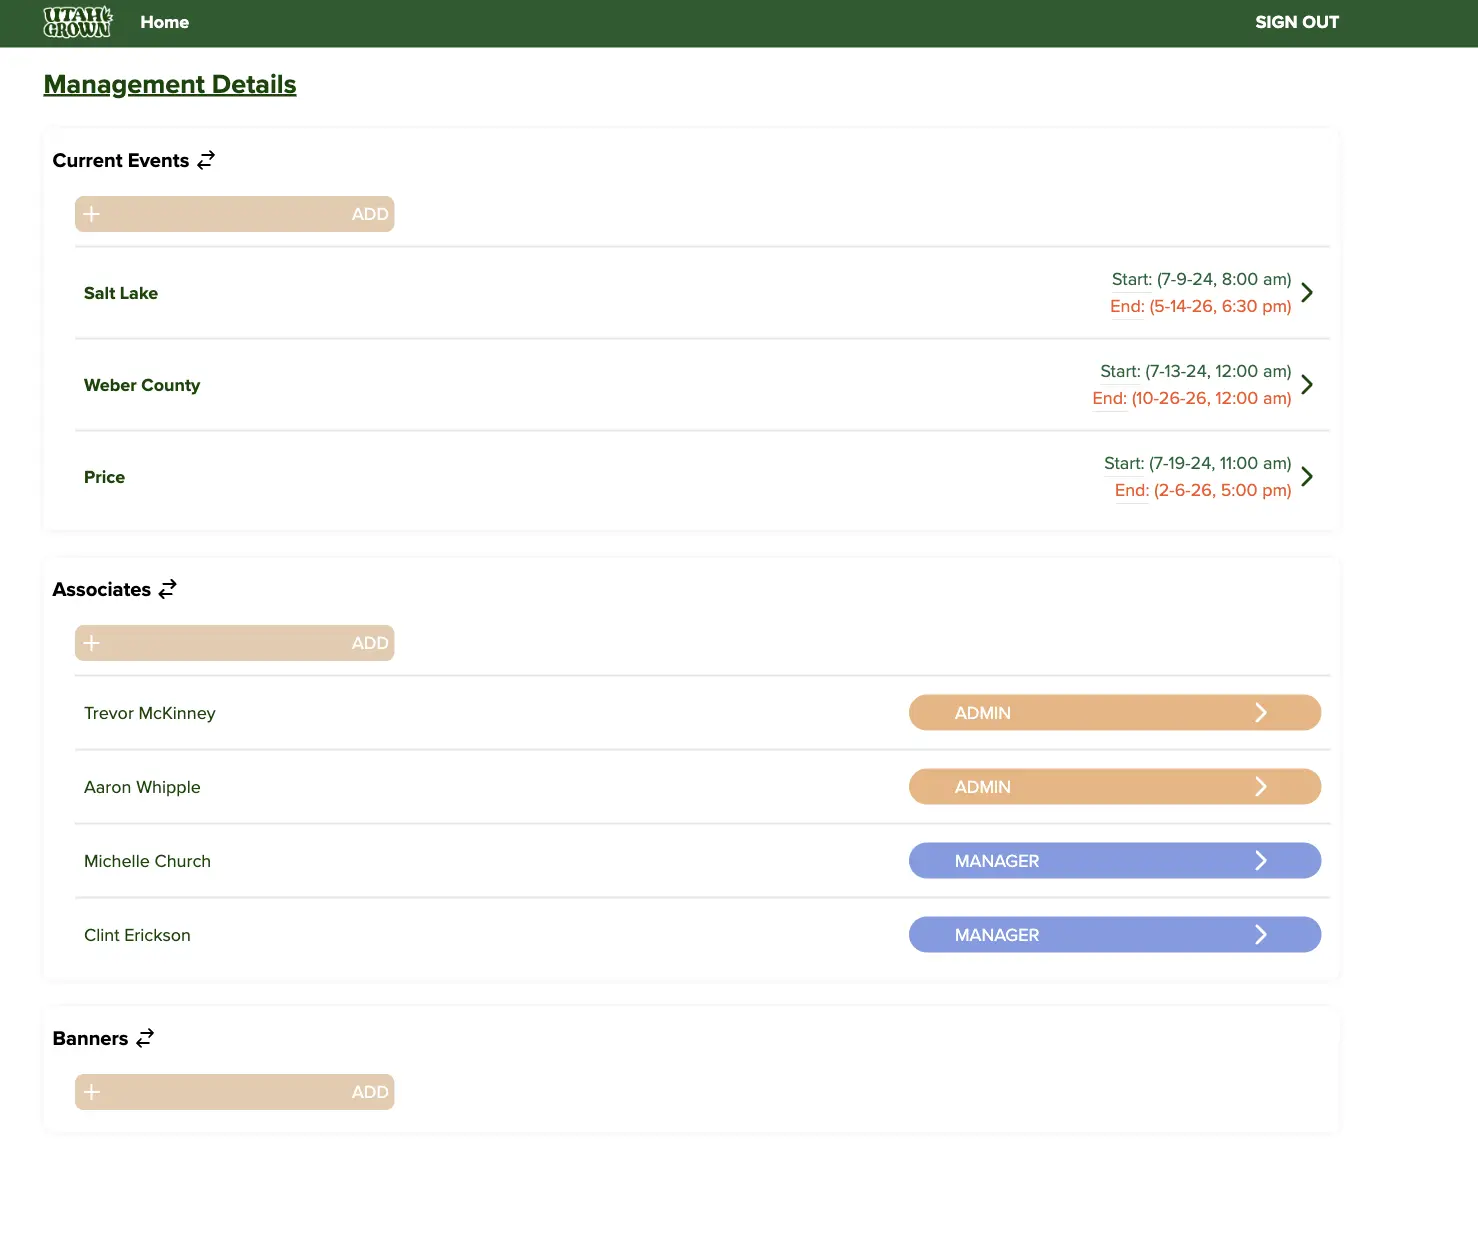 UTAH GROWN
Home
SIGN OUT
Management Details
Current Events
+ ADD
Salt Lake
Start: (7-9-24, 8:00 am)
End: (5-14-26, 6:30 pm)
Weber County
Start: (7-13-24, 12:00 am)
End: (10-26-26, 12:00 am)
Price
Start: (7-19-24, 11:00 am)
End: (2-6-26, 5:00 pm)
Associates
+ ADD
Trevor McKinney
ADMIN
Aaron Whipple
ADMIN
Michelle Church
MANAGER
Clint Erickson
MANAGER
Banners
+ ADD